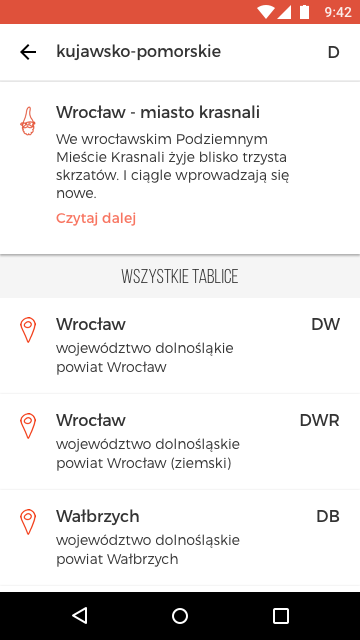 9:42
kujawsko-pomorskie D
Wrocław - miasto krasnali
We wrocławskim Podziemnym
Mieście Krasnali żyje blisko trzysta
skrzatów. I ciągle wprowadzają się
nowe.
Czytaj dalej
WSZYSTKIE TABLICE
Wrocław DW
województwo dolnośląkie
powiat Wrocław
Wrocław DWR
województwo dolnośląskie
powiat Wrocław (ziemski)
Wałbrzych DB
województwo dolnośląskie
powiat Wałbrzych